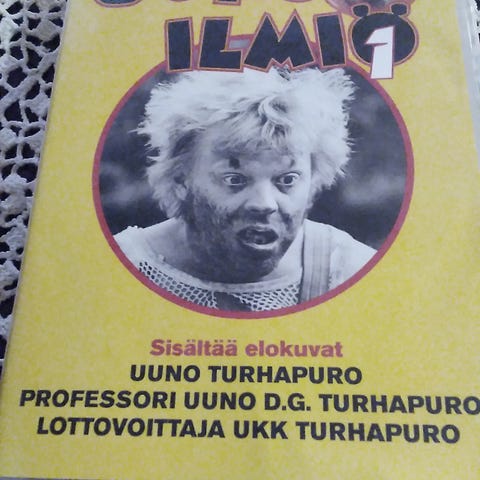 ILMIÖ
1
Sisältää elokuvat
UUNO TURHAPURO
PROFESSORI UUNO D.G. TURHAPURO
LOTTOVOITTAJA UKK TURHAPURO